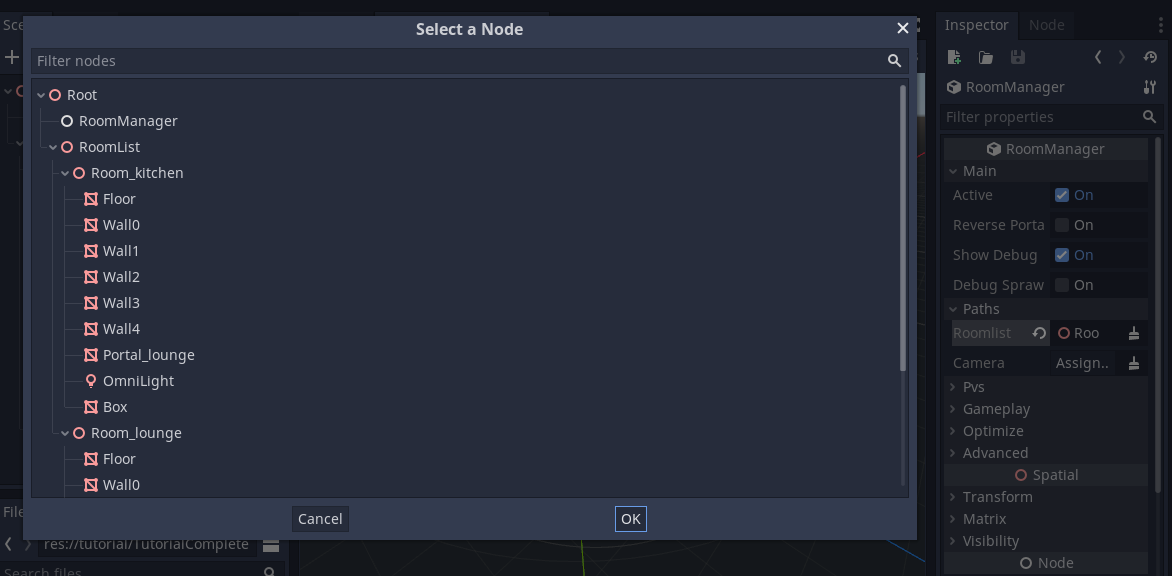 Sce
Select a Node
Inspector
Node
Filter nodes
Root
RoomManager
RoomManager
RoomList
Filter properties
Room_kitchen
RoomManager
Floor
Main
Wall0
Active
On
Wall1
Reverse Porta
On
Wall2
Show Debug
On
Wall3
Debug Spraw
On
Wall4
Paths
Portal_lounge
Roomlist
Roo
OmniLight
Camera
Assign..
Box
Pvs
Gameplay
Room_lounge
Optimize
Floor
Advanced
Wall0
Spatial
Transform
File
Cancel
OK
Matrix
res://tutorial/TutorialComplete
Visibility
Search files
Node